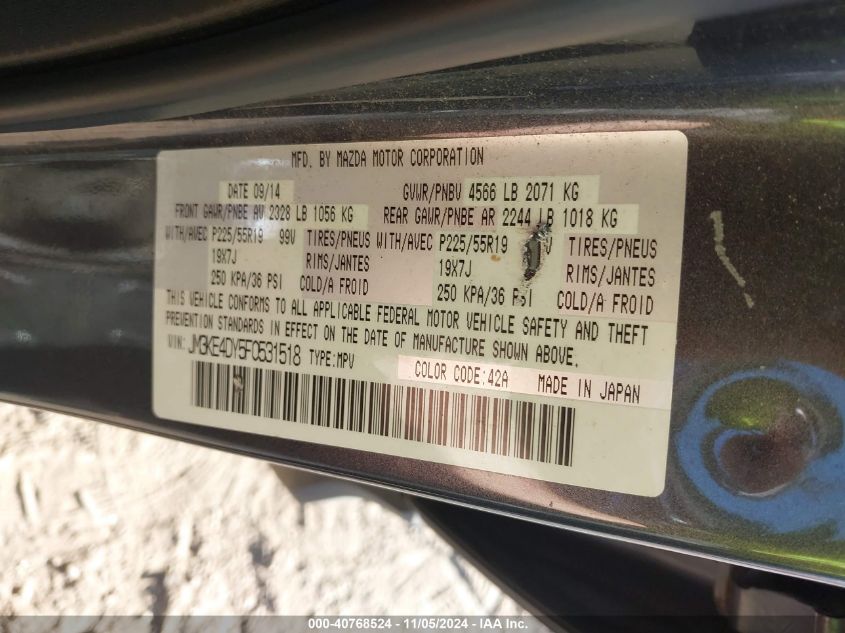 MFD. BY MAZDA MOTOR CORPORATION
DATE 09/14 GVWR/PNBV 4566 LB 2071 KG
FRONT GAWR/PNBE AV 2328 LB 1056 KG REAR GAWR/PNBE AR 2244 LB 1018 KG
WITH/AVEC P225/55R19 99V TIRES/PNEUS WITH/AVEC P225/55R19 V TIRES/PNEUS
19X7J RIMS/JANTES 19X7J RIMS/JANTES
250 KPA/36 PSI COLD/A FROID 250 KPA/36 PSI COLD/A FROID
THIS VEHICLE CONFORMS TO ALL APPLICABLE FEDERAL MOTOR VEHICLE SAFETY AND THEFT
PREVENTION STANDARDS IN EFFECT ON THE DATE OF MANUFACTURE SHOWN ABOVE.
VIN: JM3KE4DY5F0531518 TYPE:MPV
COLOR CODE:42A MADE IN JAPAN
000-40768524 - 11/05/2024 - IAA Inc.